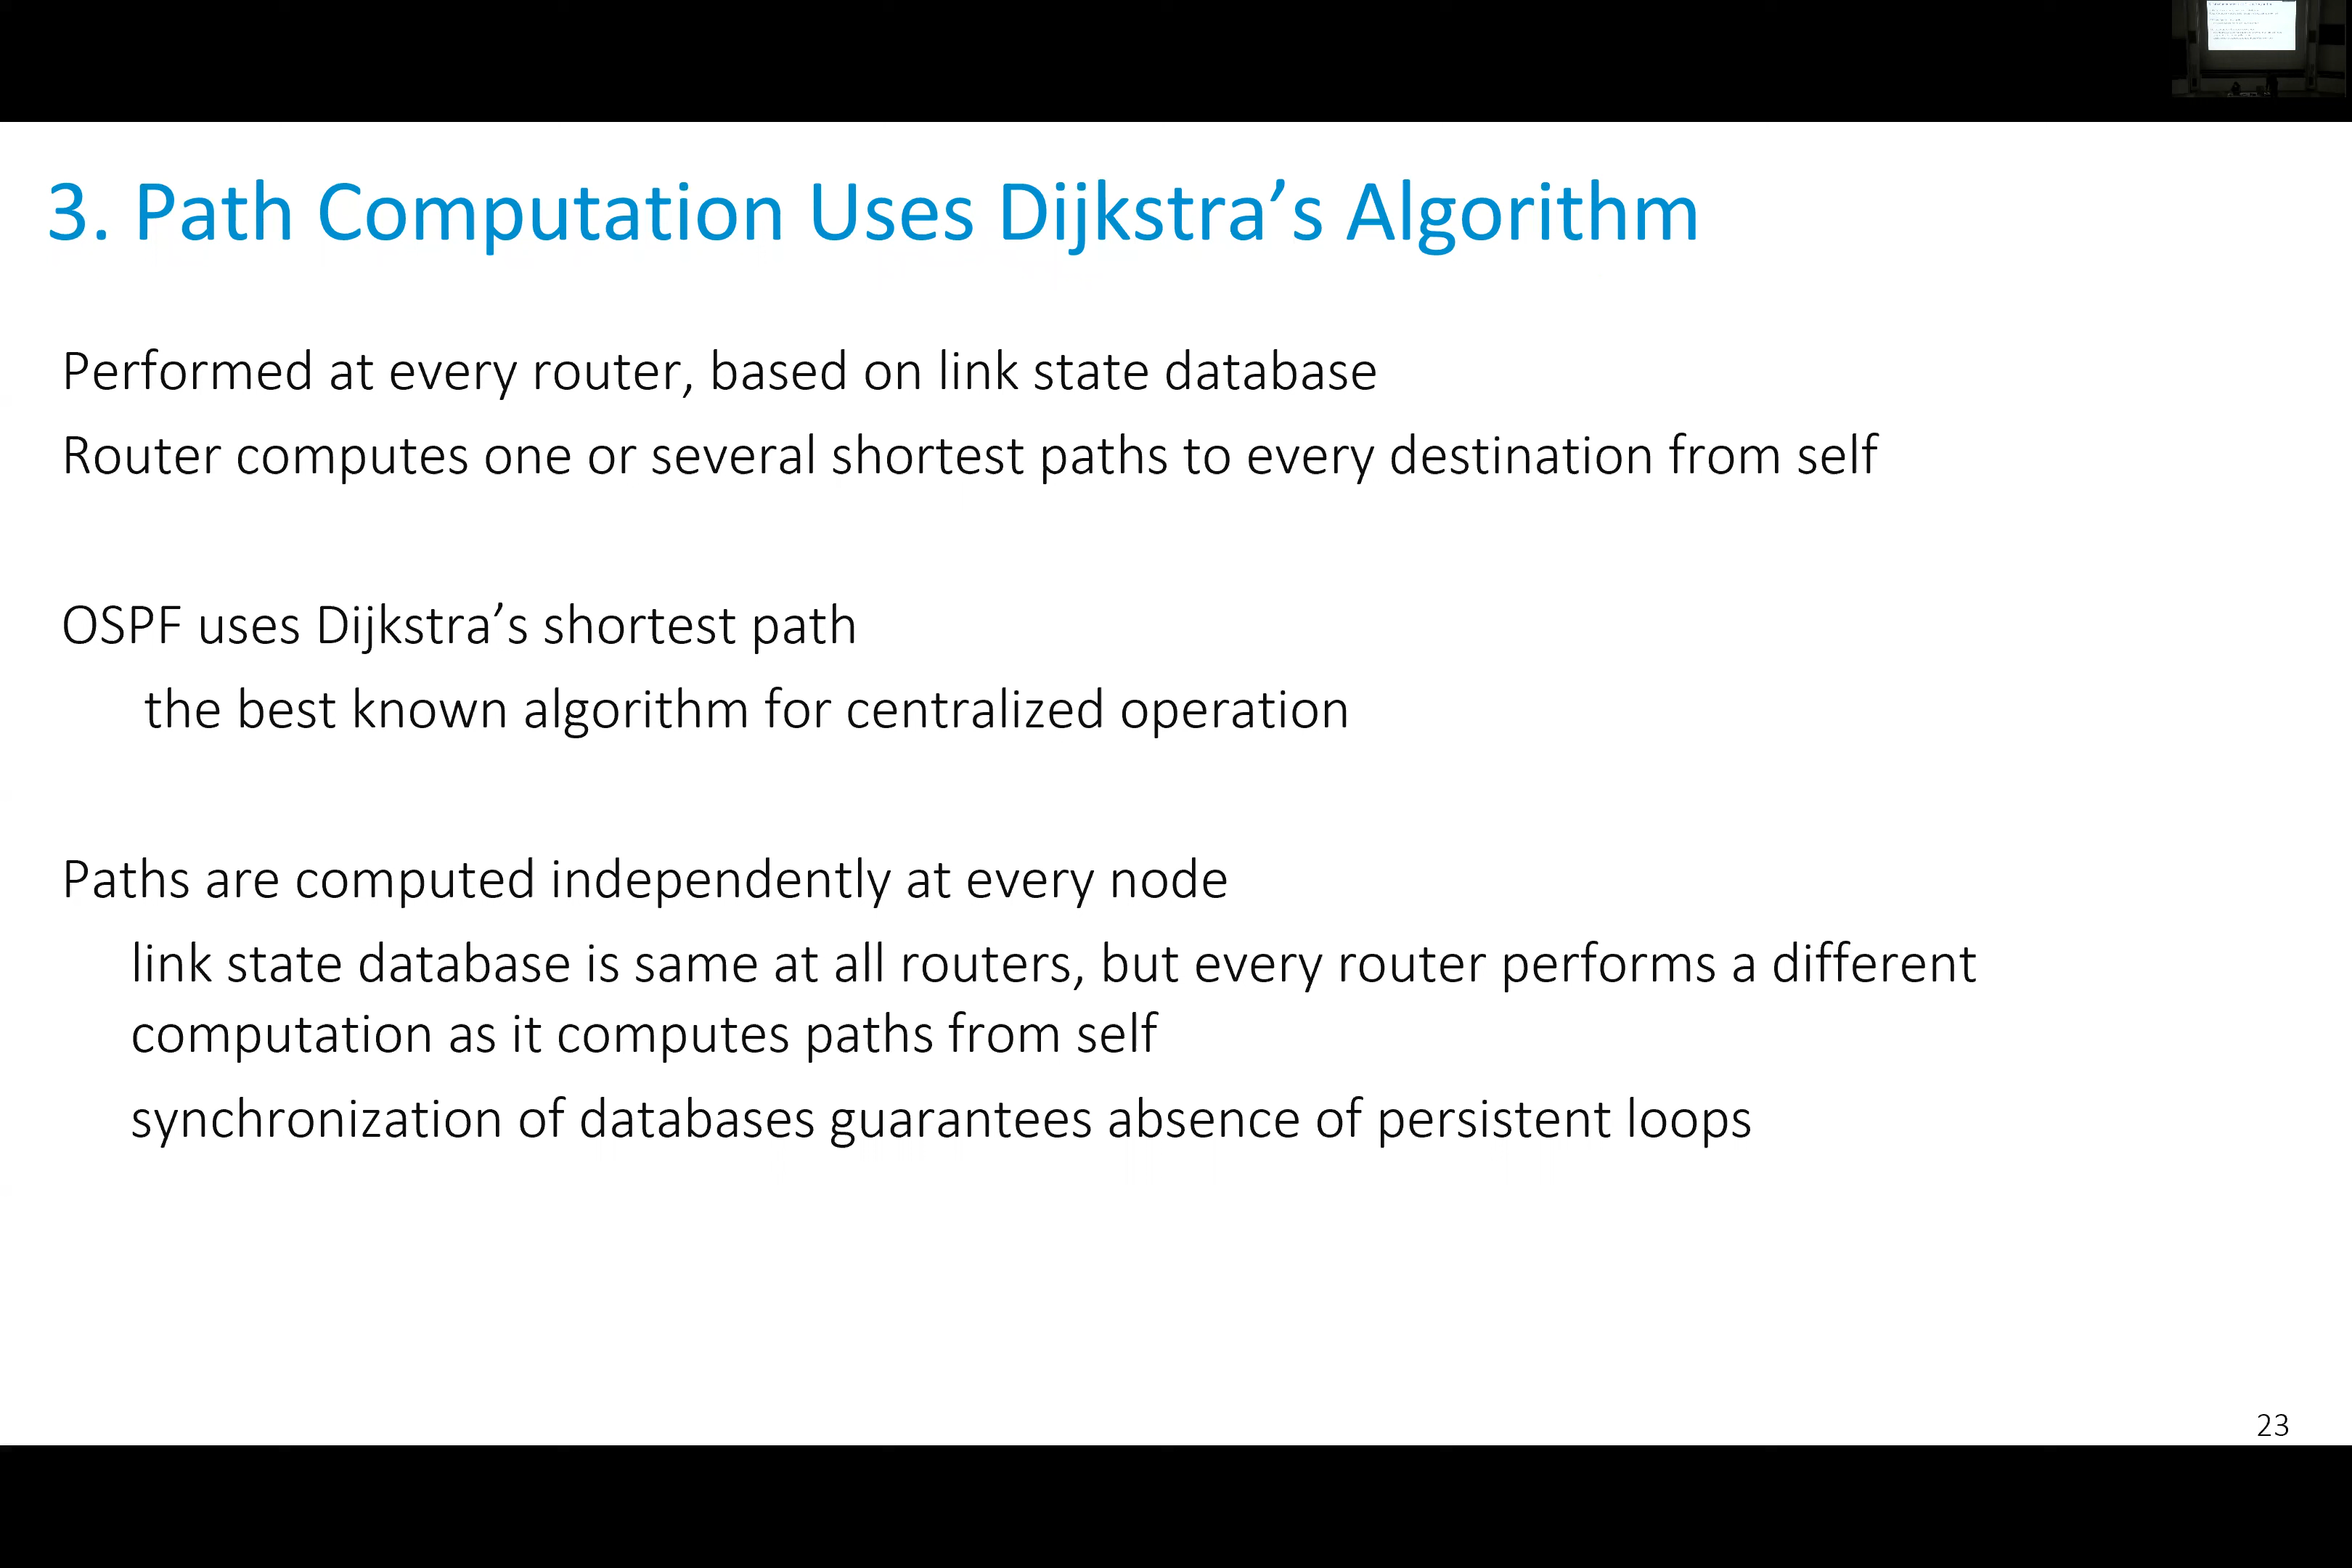 3. Path Computation Uses Dijkstra’s Algorithm
Performed at every router, based on link state database
Router computes one or several shortest paths to every destination from self
OSPF uses Dijkstra’s shortest path
the best known algorithm for centralized operation
Paths are computed independently at every node
link state database is same at all routers, but every router performs a different
computation as it computes paths from self
synchronization of databases guarantees absence of persistent loops
23